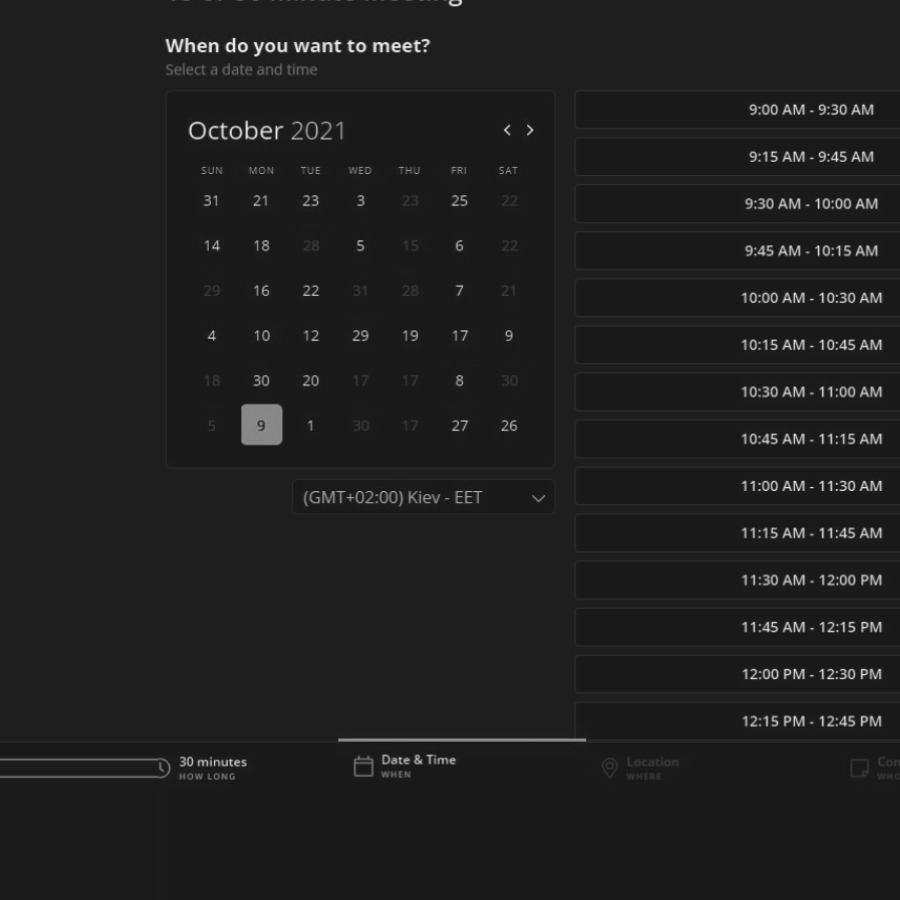 When do you want to meet?
Select a date and time
October 2021
SUN MON TUE WED THU FRI SAT
31 21 23 3 23 25 22
14 18 28 5 15 6 22
29 16 22 31 28 7 21
4 10 12 29 19 17 9
18 30 20 17 17 8 30
5 9 1 30 17 27 26
(GMT+02:00) Kiev - EET
9:00 AM - 9:30 AM
9:15 AM - 9:45 AM
9:30 AM - 10:00 AM
9:45 AM - 10:15 AM
10:00 AM - 10:30 AM
10:15 AM - 10:45 AM
10:30 AM - 11:00 AM
10:45 AM - 11:15 AM
11:00 AM - 11:30 AM
11:15 AM - 11:45 AM
11:30 AM - 12:00 PM
11:45 AM - 12:15 PM
12:00 PM - 12:30 PM
12:15 PM - 12:45 PM
30 minutes
HOW LONG
Date & Time
WHEN
Location
WHERE